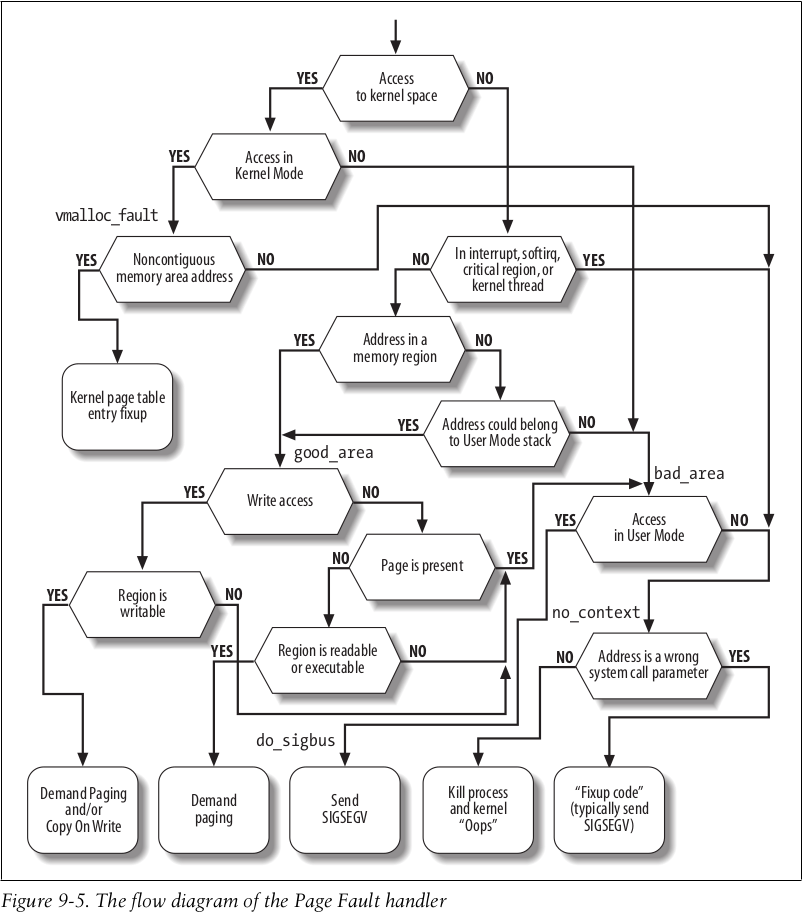 Access
to kernel space
YES
NO
Access in
Kernel Mode
YES
NO
vmalloc_fault
Noncontiguous
memory area address
YES
NO
In interrupt, softirq,
critical region, or
kernel thread
NO
YES
Address in a
memory region
YES
NO
Kernel page table
entry fixup
Address could belong
to User Mode stack
YES
NO
good_area
bad_area
Write access
YES
NO
Access
in User Mode
YES
NO
Page is present
NO
YES
Region is
writable
YES
NO
no_context
Region is readable
or executable
YES
NO
Address is a wrong
system call parameter
NO
YES
do_sigbus
Demand Paging
and/or
Copy On Write
Demand
paging
Send
SIGSEGV
Kill process
and kernel
“Oops”
“Fixup code”
(typically send
SIGSEGV)
Figure 9-5. The flow diagram of the Page Fault handler